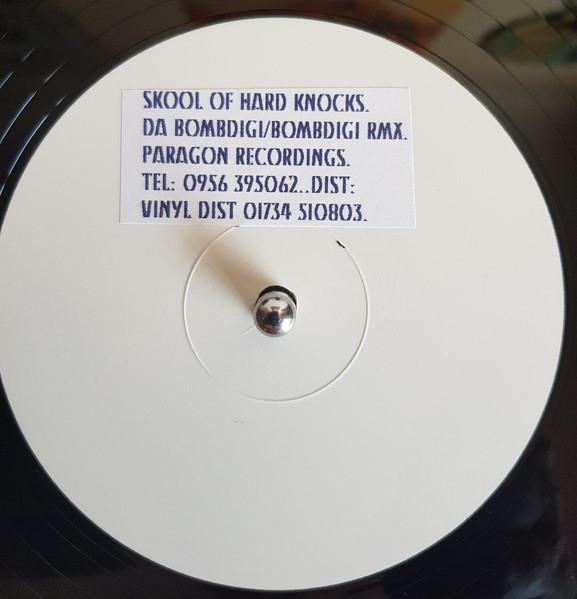 SKOOL OF HARD KNOCKS.
DA BOMBDIGI/BOMBDIGI RMX.
PARAGON RECORDINGS.
TEL: 0956 395062..DIST:
VINYL DIST 01734 510803.